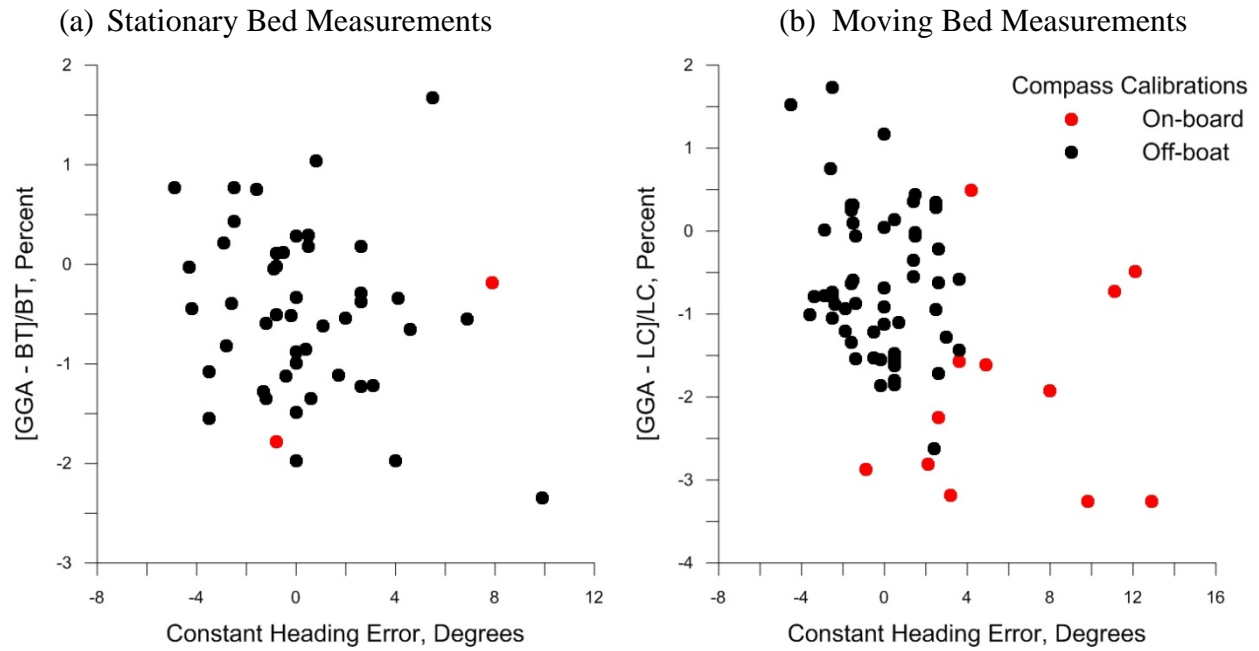 (a) Stationary Bed Measurements
2
1
0
-1
-2
-3
[GGA - BT]/BT, Percent
-8
-4
0
4
8
12
Constant Heading Error, Degrees
(b) Moving Bed Measurements
Compass Calibrations
On-board
Off-boat
2
1
0
-1
-2
-3
-4
[GGA - LC]/LC, Percent
-8
-4
0
4
8
12
16
Constant Heading Error, Degrees